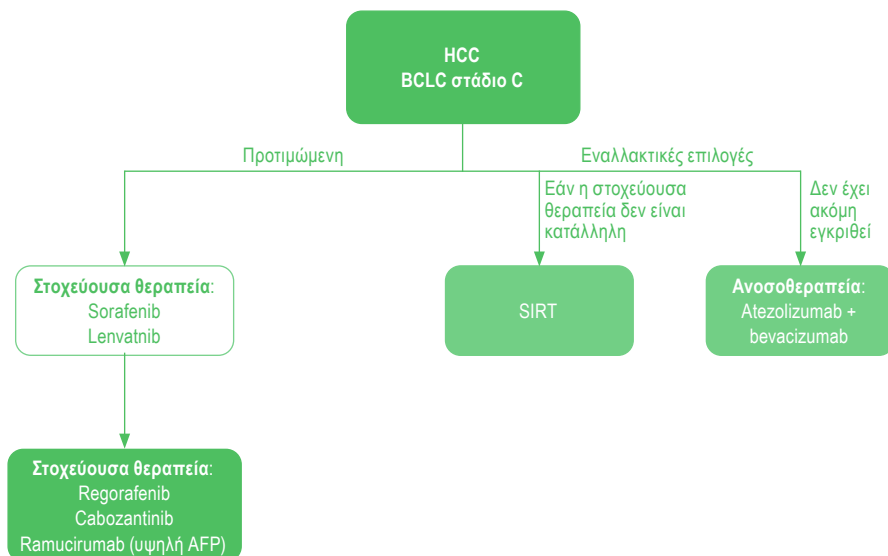 HCC
BCLC στάδιο C
Προτιμώμενη
Εναλλακτικές επιλογές
Εάν η στοχεύουσα
θεραπεία δεν είναι
κατάλληλη
Δεν έχει
ακόμη
εγκριθεί
Στοχεύουσα θεραπεία:
Sorafenib
Lenvatnib
SIRT
Ανοσοθεραπεία:
Atezolizumab +
bevacizumab
Στοχεύουσα θεραπεία:
Regorafenib
Cabozantinib
Ramucirumab (υψηλή AFP)